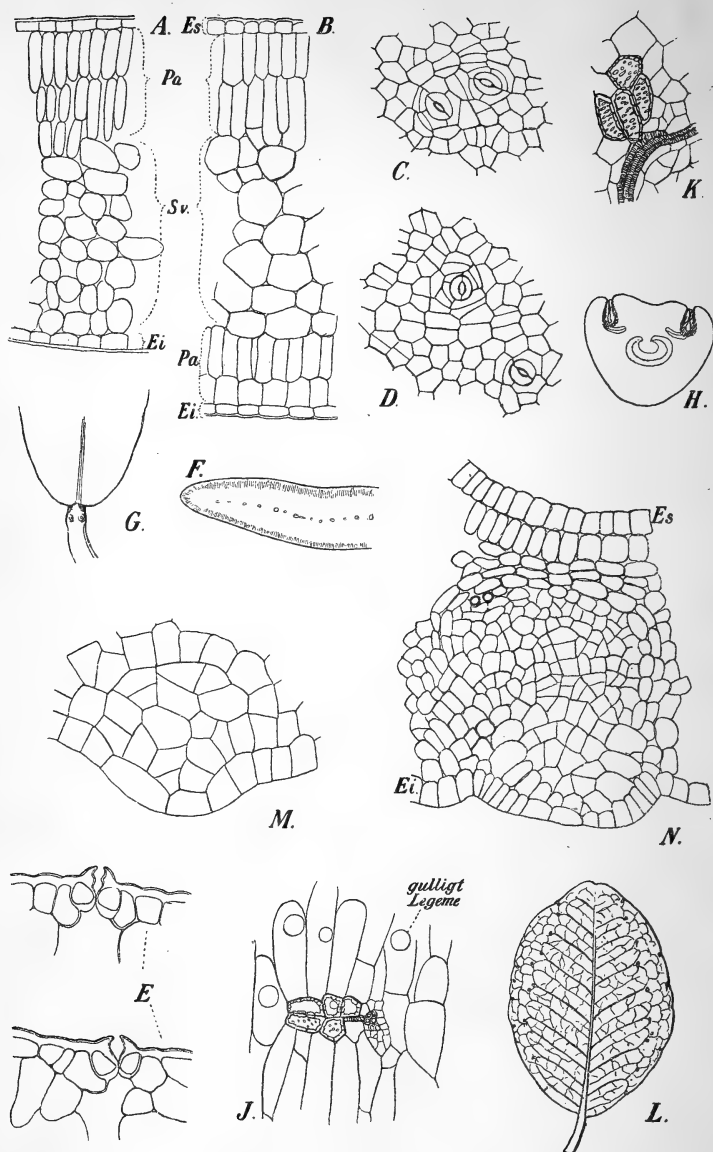 A.
Es
B.
Pa
C.
K.
Sv.
Ei
Pa
Ei.
D.
H.
G.
F.
Es
M.
Ei.
N.
gulligt
Legeme
E
J.
L.